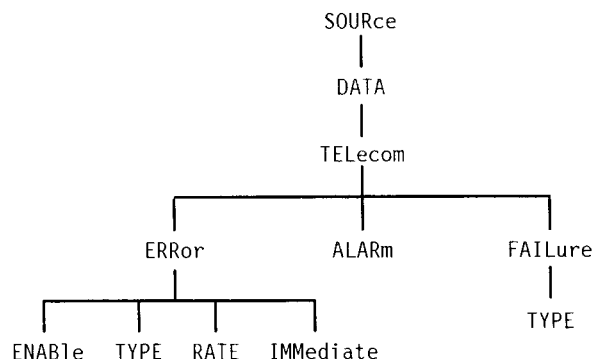 SOURce
DATA
TELecom
ERRor ALARm FAILure
TYPE
ENABle TYPE RATE IMMediate